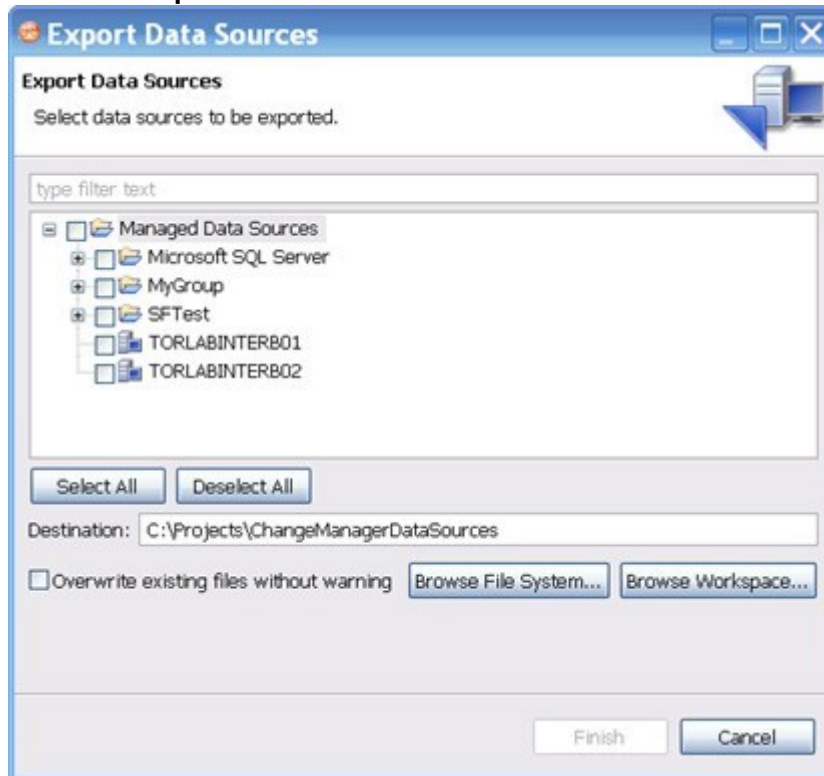 Export Data Sources
Export Data Sources
Select data sources to be exported.
type filter text
Managed Data Sources
Microsoft SQL Server
MyGroup
SFTest
TORLABINTERB01
TORLABINTERB02
Select All Deselect All
Destination: C:\Projects\ChangeManagerDataSources
Overwrite existing files without warning Browse File System... Browse Workspace...
Finish Cancel